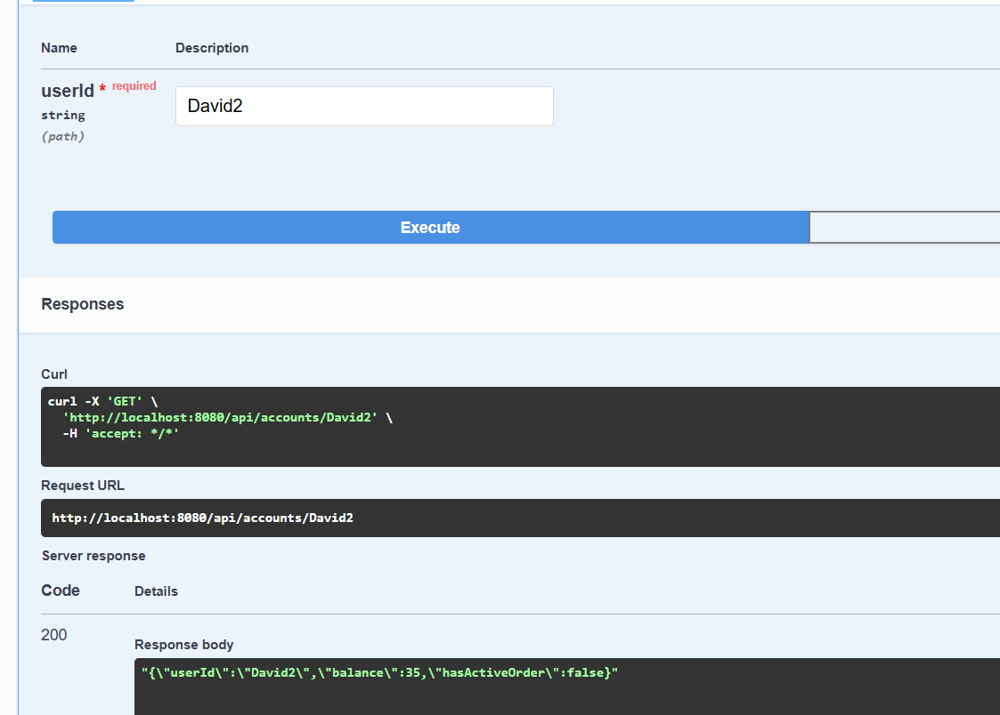 Name Description
userId * required
string
(path)
David2
Execute
Responses
Curl
curl -X 'GET' \
  'http://localhost:8080/api/accounts/David2' \
  -H 'accept: */*'
Request URL
http://localhost:8080/api/accounts/David2
Server response
Code Details
200
Response body
"{\"userId\":\"David2\",\"balance\":35,\"hasActiveOrder\":false}"